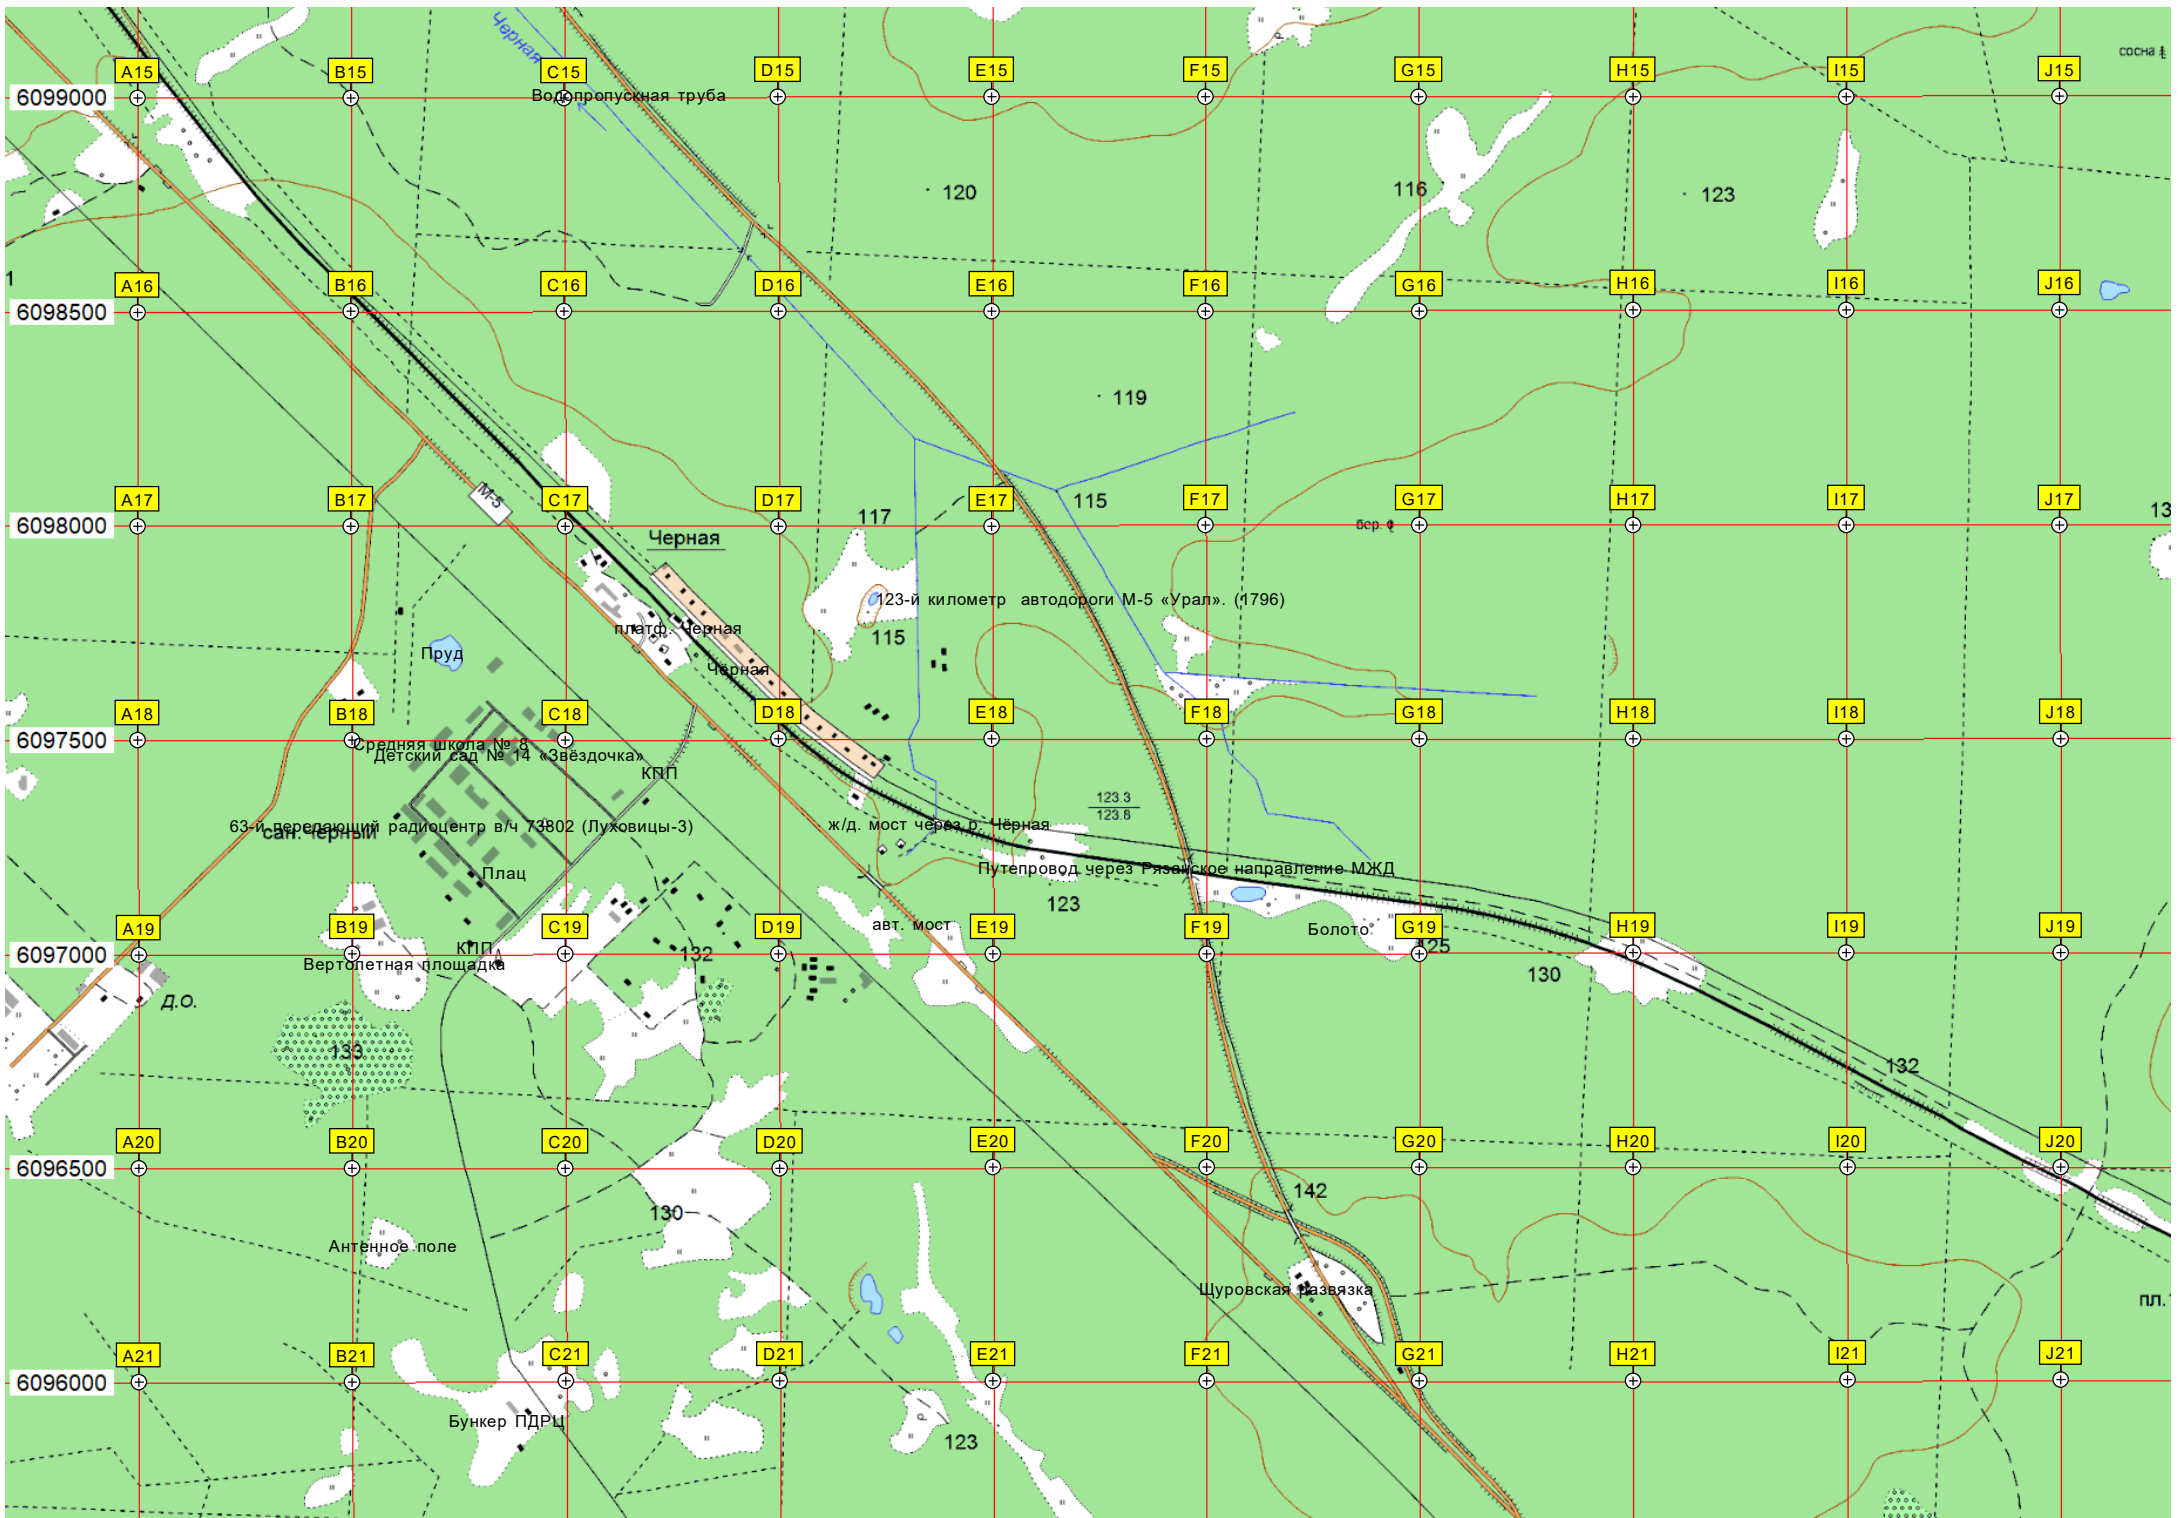 Черная
сосна
A15 B15 C15 D15 E15 F15 G15 H15 I15 J15
6099000
Водопропускная труба
120
116
123
1
A16 B16 C16 D16 E16 F16 G16 H16 I16 J16
6098500
119
М-5
A17 B17 C17 D17 E17 F17 G17 H17 I17 J17
115
117
13
6098000
бер.
Черная
123-й километр автодороги М-5 «Урал». (1796)
платф. Черная
115
Пруд
Чёрная
A18 B18 C18 D18 E18 F18 G18 H18 I18 J18
6097500
Средняя школа № 8
Детский сад № 14 «Звёздочка»
КПП
123.3
123.8
63-й передающий радиоцентр в/ч 73802 (Луховицы-3)
сан. Черный
ж/д. мост через р. Чёрная
Плац
Путепровод через Рязанское направление МЖД
123
A19 B19 C19 D19 E19 F19 G19 H19 I19 J19
авт. мост
Болото
125
КПП
132
6097000
Вертолетная площадка
130
Д.О.
133
132
A20 B20 C20 D20 E20 F20 G20 H20 I20 J20
6096500
142
130
Антенное поле
Щуровская развязка
пл.
A21 B21 C21 D21 E21 F21 G21 H21 I21 J21
6096000
Бункер ПДРЦ
р
123